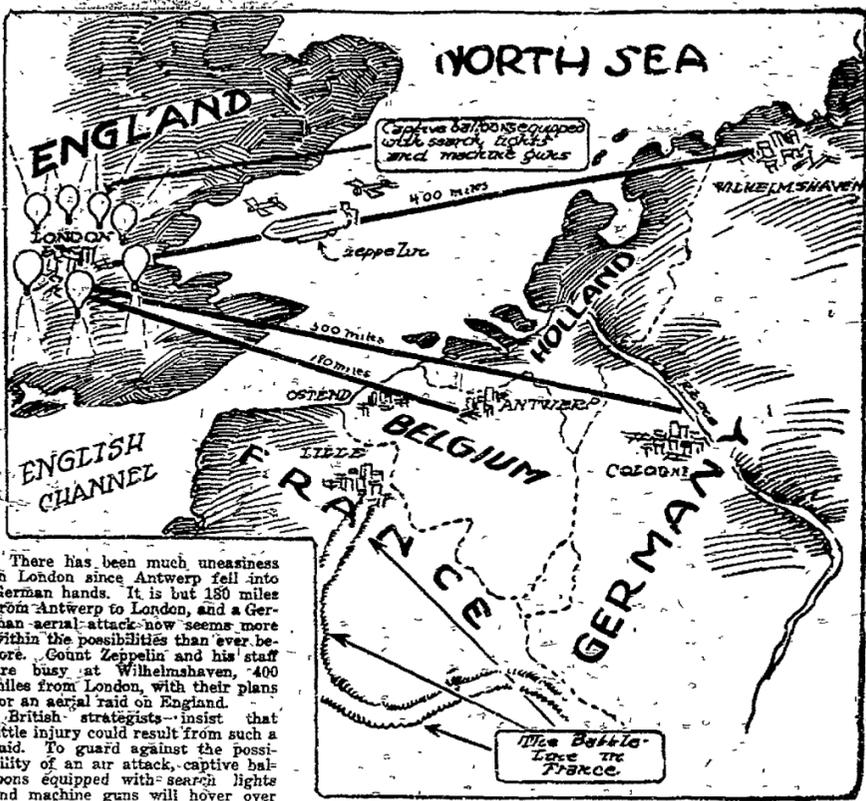 NORTH SEA
ENGLAND
Captive balloons equipped
with search lights
and machine guns
WILHELMSHAVEN
400 miles
LONDON
Zeppelin
HOLLAND
300 miles
180 miles
OSTEND
ANTWERP
BELGIUM
COLOGNE
ENGLISH
CHANNEL
LILLE
FRANCE
GERMANY
The Battle-
Line in
France
There has been much uneasiness
London since Antwerp fell into
German hands. It is but 180 miles
from Antwerp to London, and a Ger-
man aerial attack now seems more
within the possibilities than ever be-
fore. Count Zeppelin and his staff
are busy at Wilhelmshaven, 400
miles from London, with their plans
for an aerial raid on England.
British strategists insist that
little injury could result from such a
raid. To guard against the possi-
bility of an air attack, captive bal-
loons equipped with search lights
and machine guns will hover over